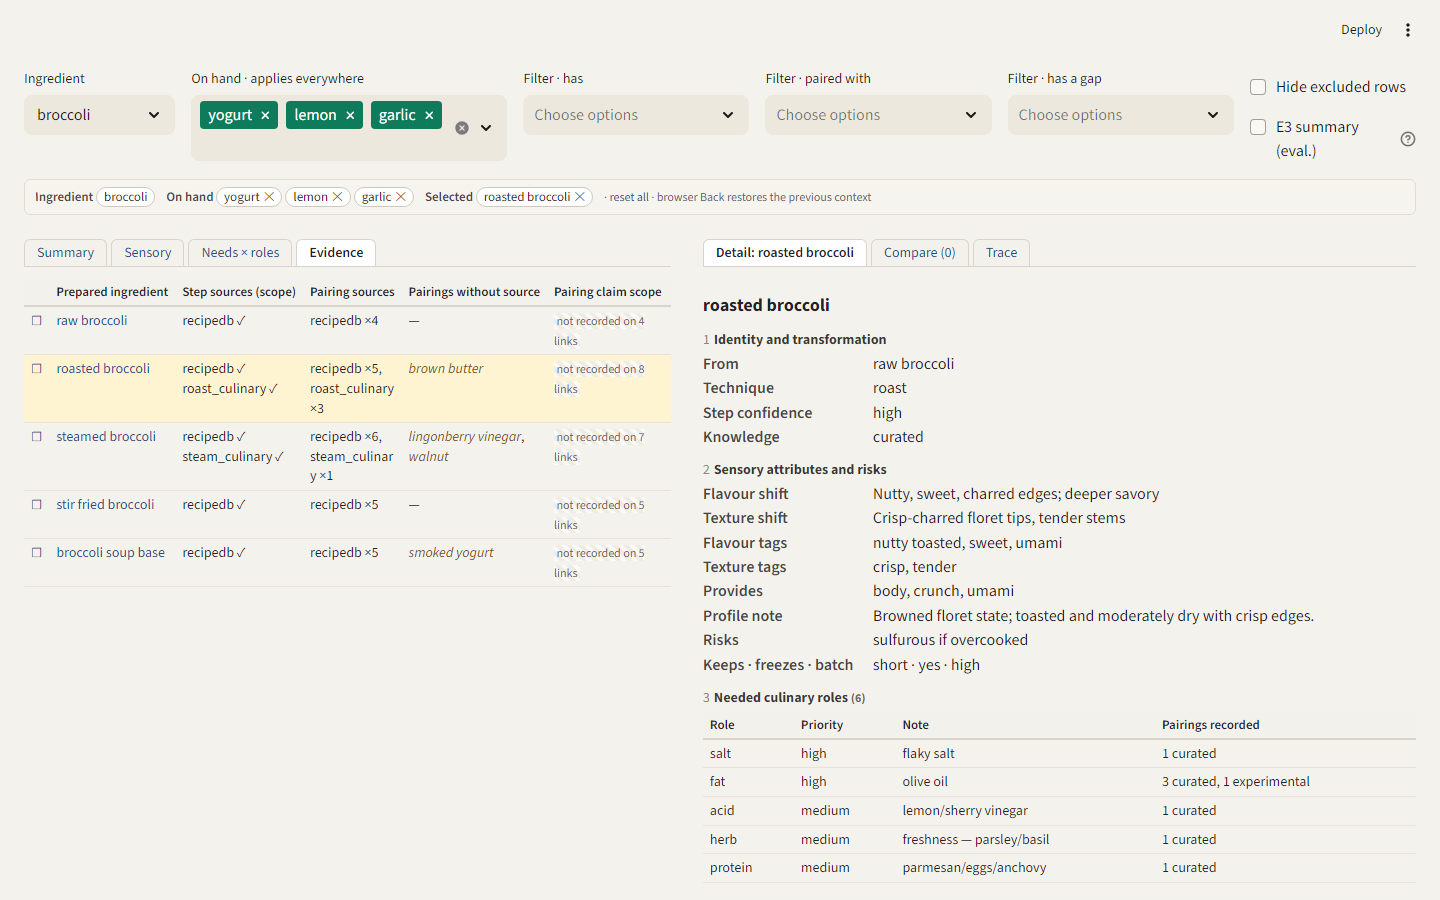 Deploy
Ingredient
On hand · applies everywhere
Filter · has
Filter · paired with
Filter · has a gap
broccoli
yogurt × lemon × garlic ×
Choose options
Choose options
Choose options
Hide excluded rows
E3 summary
(eval.)
Ingredient broccoli On hand yogurt × lemon × garlic × Selected roasted broccoli × · reset all · browser Back restores the previous context
Summary
Sensory
Needs × roles
Evidence
Prepared ingredient Step sources (scope) Pairing sources Pairings without source Pairing claim scope
raw broccoli recipedb ✓ recipedb ×4 — not recorded on 4
links
roasted broccoli recipedb ✓ recipedb ×5, brown butter not recorded on 8
roast_culinary ✓ roast_culinary links
×3
steamed broccoli recipedb ✓ recipedb ×6, lingonberry vinegar, not recorded on 7
steam_culinary ✓ steam_culinar walnut links
y ×1
stir fried broccoli recipedb ✓ recipedb ×5 — not recorded on 5
links
broccoli soup base recipedb ✓ recipedb ×5 smoked yogurt not recorded on 5
links
Detail: roasted broccoli
Compare (0)
Trace
roasted broccoli
1 Identity and transformation
From raw broccoli
Technique roast
Step confidence high
Knowledge curated
2 Sensory attributes and risks
Flavour shift Nutty, sweet, charred edges; deeper savory
Texture shift Crisp-charred floret tips, tender stems
Flavour tags nutty toasted, sweet, umami
Texture tags crisp, tender
Provides body, crunch, umami
Profile note Browned floret state; toasted and moderately dry with crisp edges.
Risks sulfurous if overcooked
Keeps · freezes · batch short · yes · high
3 Needed culinary roles (6)
Role Priority Note Pairings recorded
salt high flaky salt 1 curated
fat high olive oil 3 curated, 1 experimental
acid medium lemon/sherry vinegar 1 curated
herb medium freshness — parsley/basil 1 curated
protein medium parmesan/eggs/anchovy 1 curated